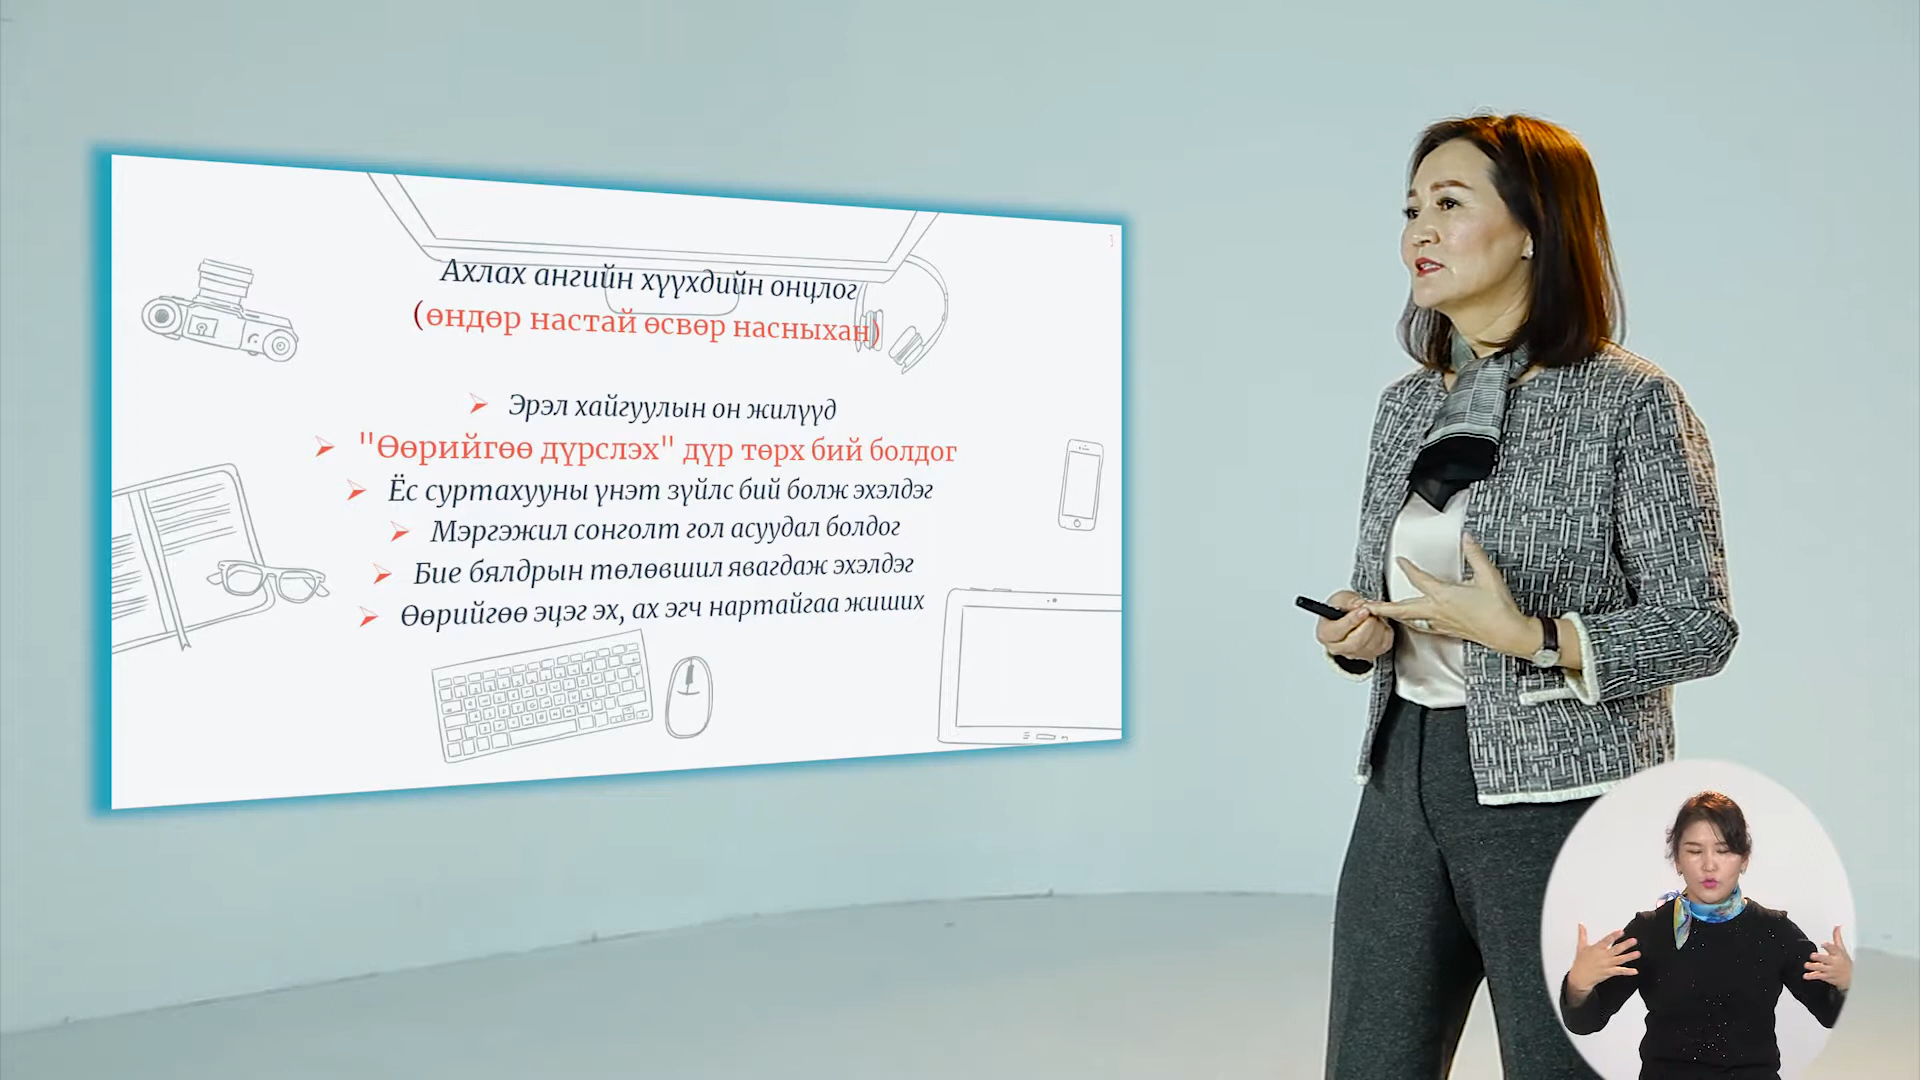 3
Ахлах ангийн хүүхдийн онцлог
(өндөр настай өсвөр насныхан)
Эрэл хайгуулын он жилүүд
"Өөрийгөө дүрслэх" дүр төрх бий болдог
Ёс суртахууны үнэт зүйлс бий болж эхэлдэг
Мэргэжил сонголт гол асуудал болдог
Бие бялдрын төлөвшил явагдаж эхэлдэг
Өөрийгөө эцэг эх, ах эгч нартайгаа жиших